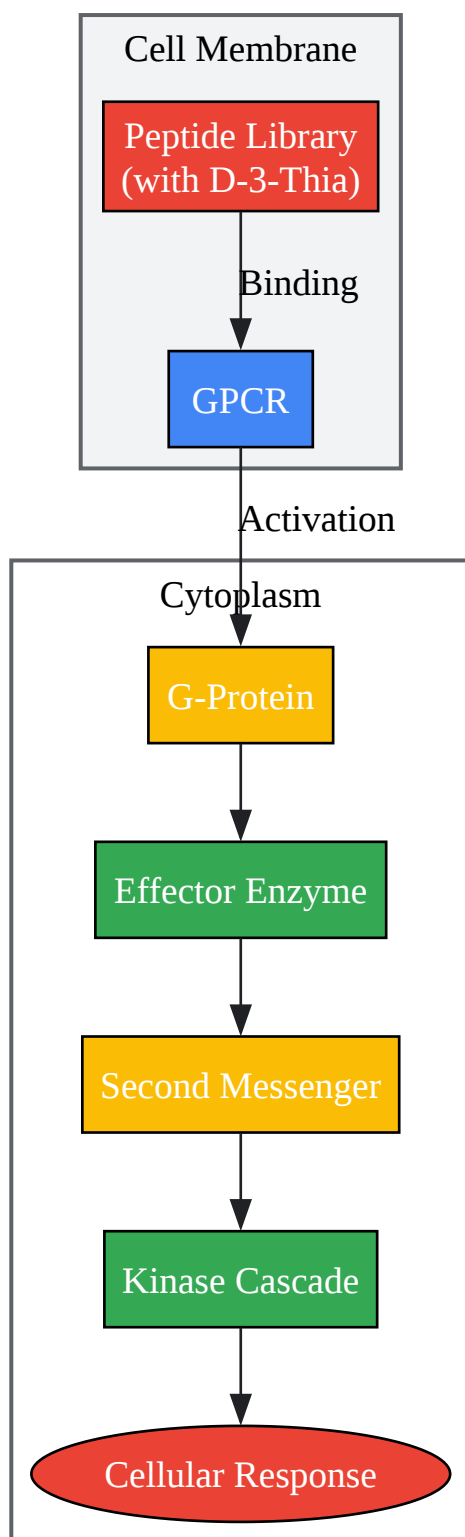 Cell Membrane
Peptide Library
(with D-3-Thia)
Binding
GPCR
Activation
Cytoplasm
G-Protein
Effector Enzyme
Second Messenger
Kinase Cascade
Cellular Response